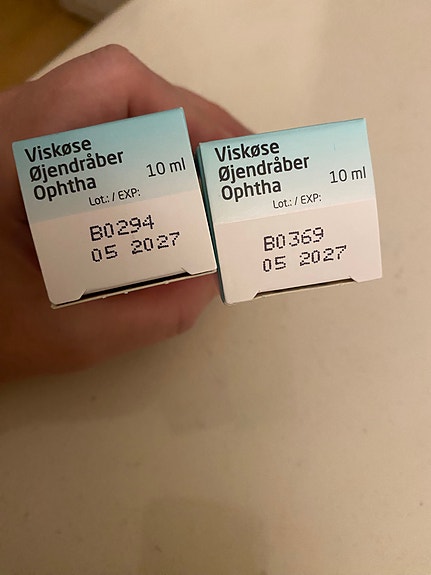 Viskøse
Øjendråber
Ophtha
10 ml
Lot.: / EXP:
B0294
05 2027
Viskøse
Øjendråber
Ophtha
10 ml
Lot.: / EXP:
B0369
05 2027